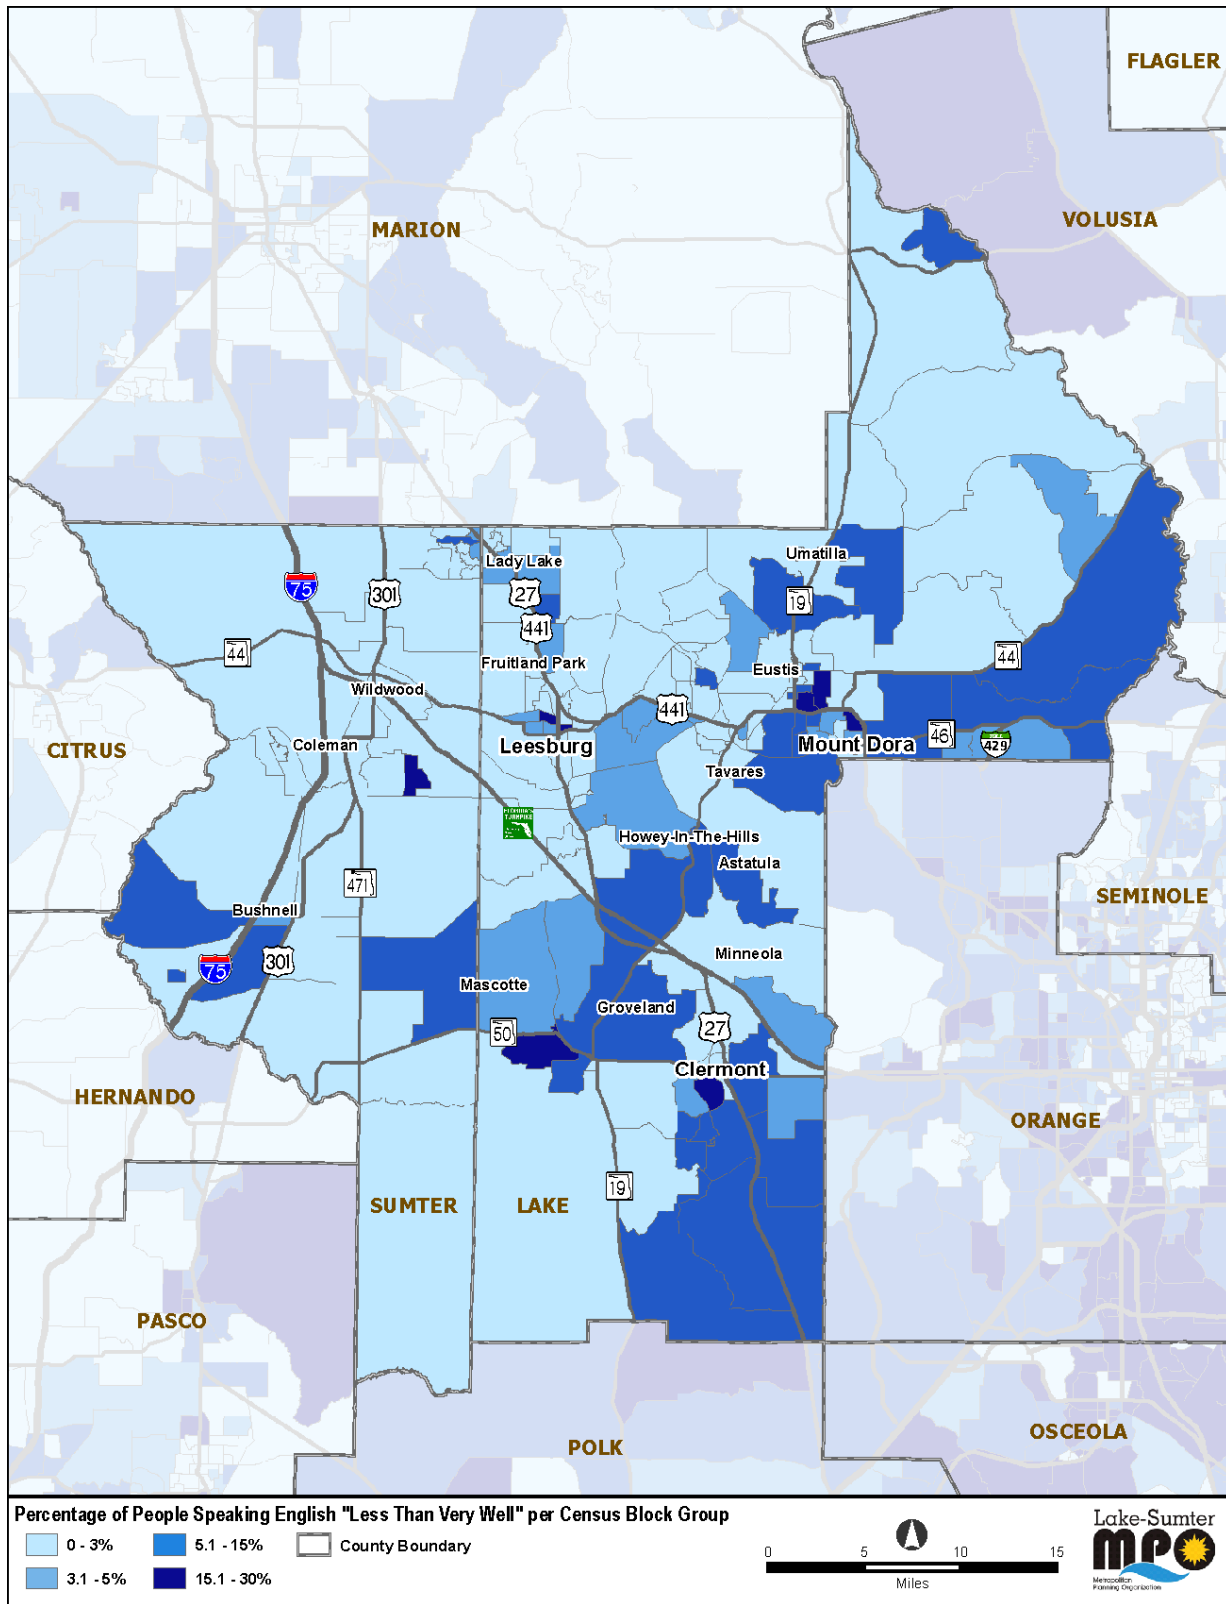 FLAGLER
VOLUSIA
MARION
Umatilla
Lady Lake
75
301
27
19
441
44
Fruitland Park
Eustis
44
Wildwood
441
CITRUS
Coleman
Leesburg
Mount Dora
46
429
Tavares
Howey-In-The-Hills
Astatula
471
SEMINOLE
Bushnell
301
75
Minneola
Mascotte
Groveland
50
27
Clermont
HERNANDO
ORANGE
19
SUMTER
LAKE
PASCO
OSCEOLA
POLK
Percentage of People Speaking English "Less Than Very Well" per Census Block Group
0 - 3%
5.1 - 15%
County Boundary
3.1 - 5%
15.1 - 30%
0
5
10
15
Miles
Lake-Sumter
MPO
Metropolitan
Planning Organization